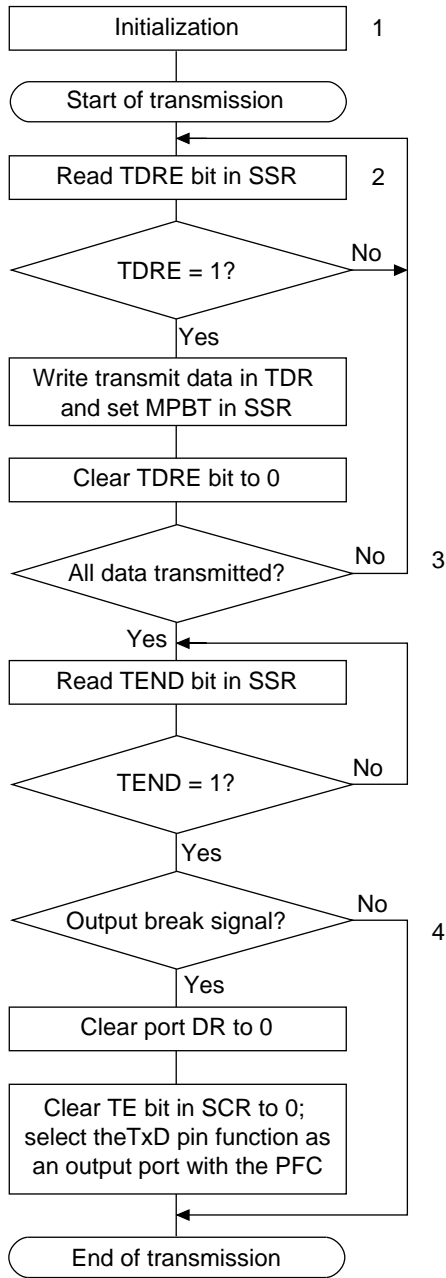 Initialization
1
Start of transmission
Read TDRE bit in SSR
2
TDRE = 1?
No
Yes
Write transmit data in TDR
and set MPBT in SSR
Clear TDRE bit to 0
All data transmitted?
No
3
Yes
Read TEND bit in SSR
TEND = 1?
No
Yes
Output break signal?
No
4
Yes
Clear port DR to 0
Clear TE bit in SCR to 0;
select theTxD pin function as
an output port with the PFC
End of transmission